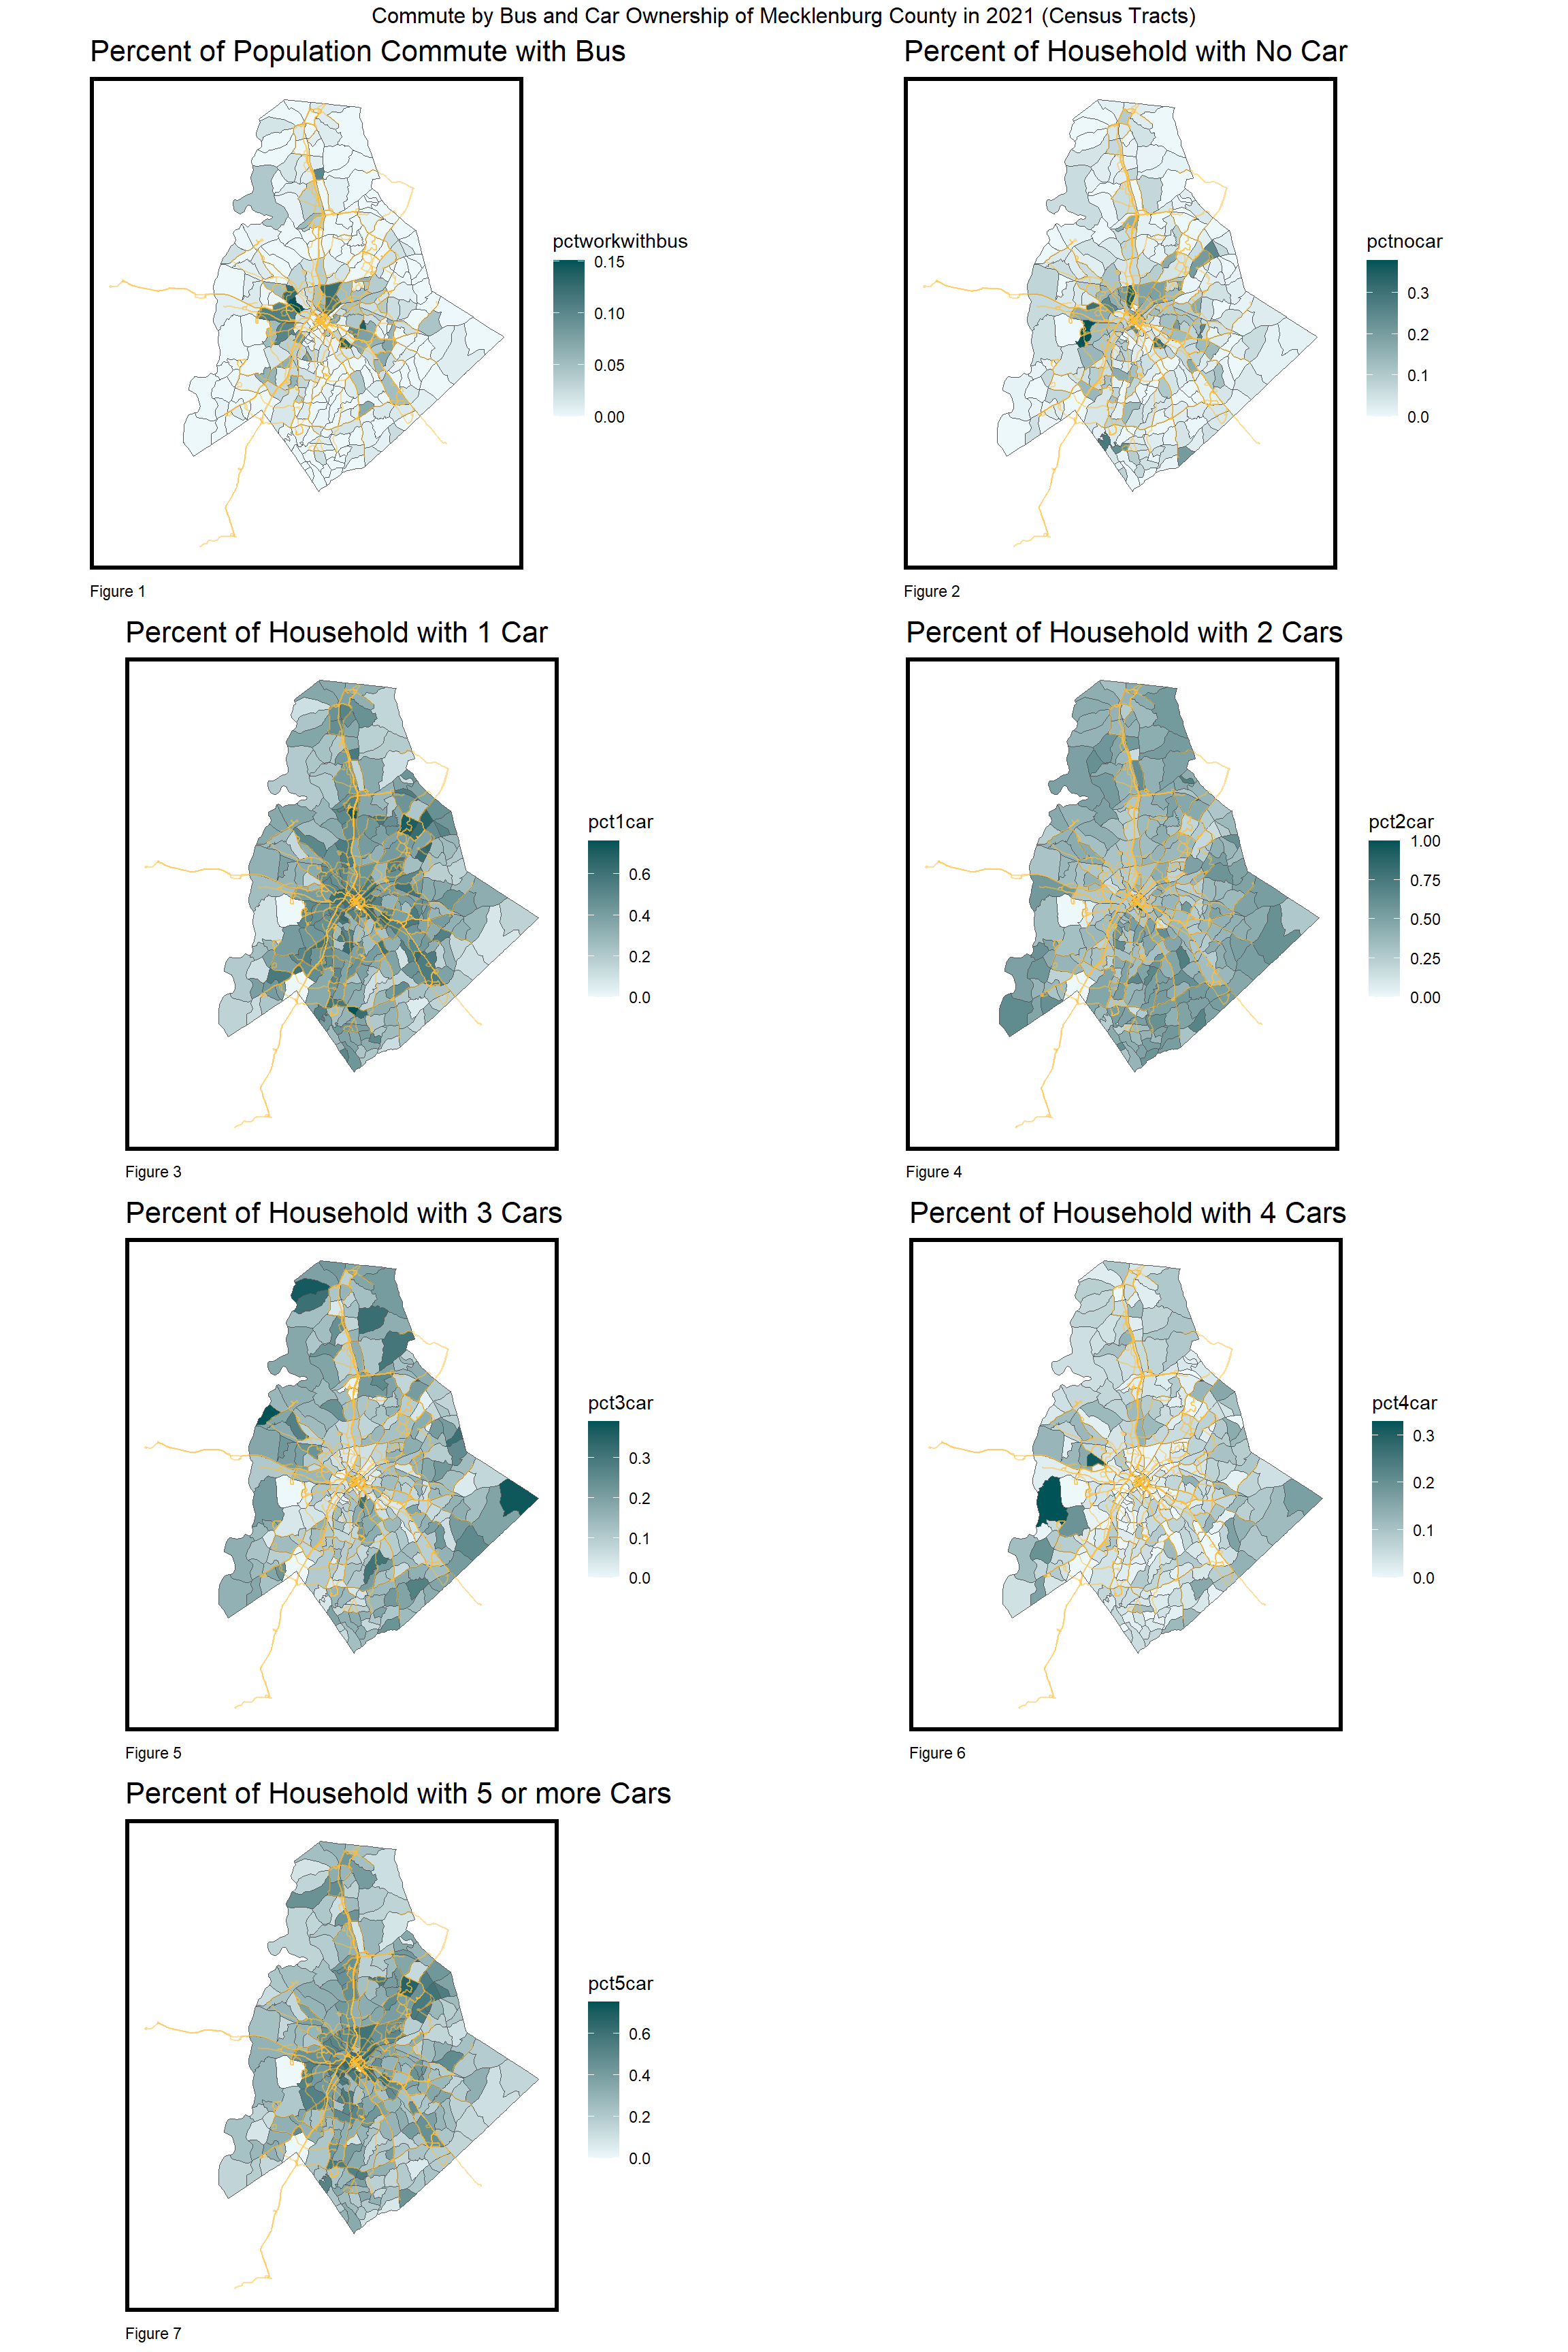 Commute by Bus and Car Ownership of Mecklenburg County in 2021 (Census Tracts)
Percent of Population Commute with Bus
pctworkwithbus
0.15
0.10
0.05
0.00
Figure 1
Percent of Household with No Car
pctnocar
0.3
0.2
0.1
0.0
Figure 2
Percent of Household with 1 Car
pct1car
0.6
0.4
0.2
0.0
Figure 3
Percent of Household with 2 Cars
pct2car
1.00
0.75
0.50
0.25
0.00
Figure 4
Percent of Household with 3 Cars
pct3car
0.3
0.2
0.1
0.0
Figure 5
Percent of Household with 4 Cars
pct4car
0.3
0.2
0.1
0.0
Figure 6
Percent of Household with 5 or more Cars
pct5car
0.6
0.4
0.2
0.0
Figure 7